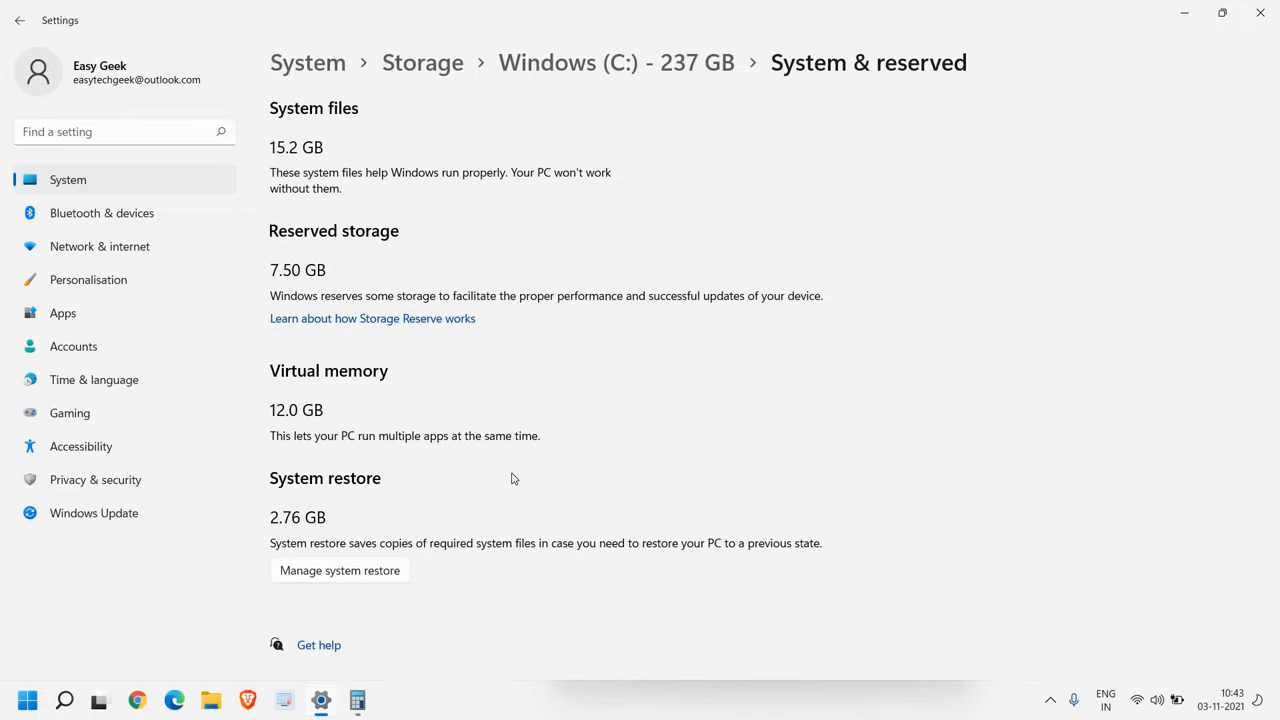 Settings
Easy Geek
easytechgeek@outlook.com
Find a setting
System
Bluetooth & devices
Network & internet
Personalisation
Apps
Accounts
Time & language
Gaming
Accessibility
Privacy & security
Windows Update
System > Storage > Windows (C:) - 237 GB > System & reserved
System files
15.2 GB
These system files help Windows run properly. Your PC won't work
without them.
Reserved storage
7.50 GB
Windows reserves some storage to facilitate the proper performance and successful updates of your device.
Learn about how Storage Reserve works
Virtual memory
12.0 GB
This lets your PC run multiple apps at the same time.
System restore
2.76 GB
System restore saves copies of required system files in case you need to restore your PC to a previous state.
Manage system restore
Get help
ENG
IN
10:43
03-11-2021